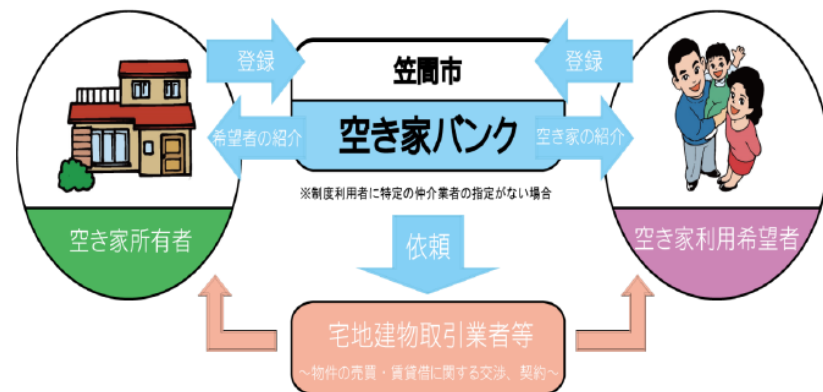 登録
笠間市
登録
希望者の紹介
空き家バンク
空き家の紹介
※制度利用者に特定の仲介業者の指定がない場合
空き家所有者
依頼
空き家利用希望者
宅地建物取引業者等
～物件の売買・賃貸借に関する交渉、契約～